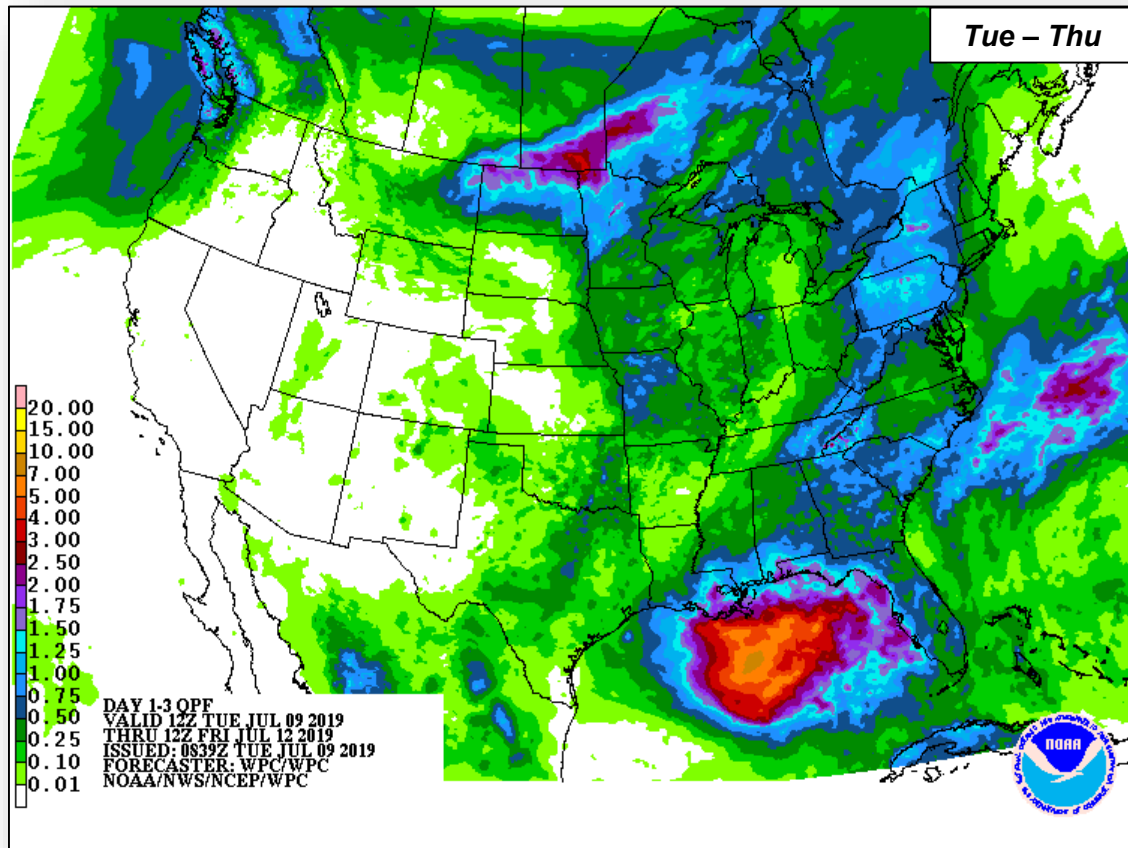 Tue – Thu
20.00
15.00
10.00
7.00
5.00
4.00
3.00
2.50
2.00
1.75
1.50
1.25
1.00
0.75
0.50
0.25
0.10
0.01
DAY 1-3 QPF
VALID 12Z TUE JUL 09 2019
THRU 12Z FRI JUL 12 2019
ISSUED: 0839Z TUE JUL 09 2019
FORECASTER: WPC/WPC
NOAA/NWS/NCEP/WPC
NOAA